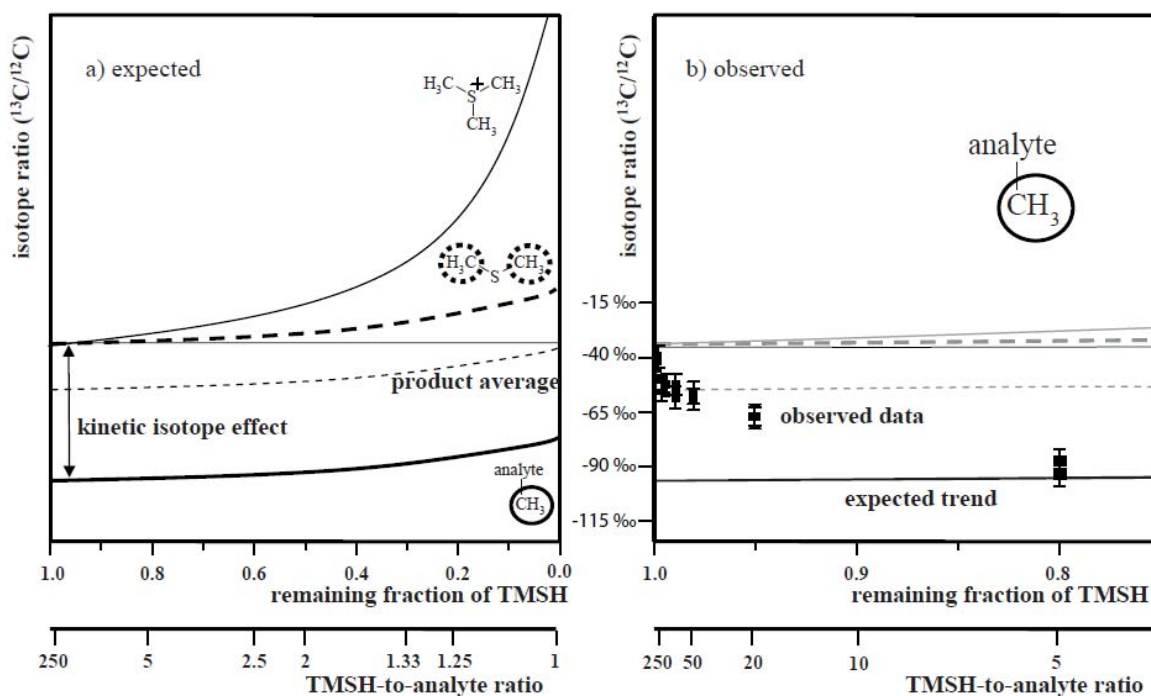 isotope ratio (¹³C/¹²C)
a) expected
H₃C
+
S
CH₃
CH₃
H₃C
CH₃
S
product average
kinetic isotope effect
analyte
CH₃
1.0
0.8
0.6
0.4
0.2
0.0
remaining fraction of TMSH
250
5
2.5
2
1.33
1.25
1
TMSH-to-analyte ratio
isotope ratio (¹³C/¹²C)
b) observed
analyte
CH₃
-15 ‰
-40 ‰
-65 ‰
-90 ‰
-115 ‰
observed data
expected trend
1.0
0.9
0.8
remaining fraction of TMSH
250
50
20
10
5
TMSH-to-analyte ratio